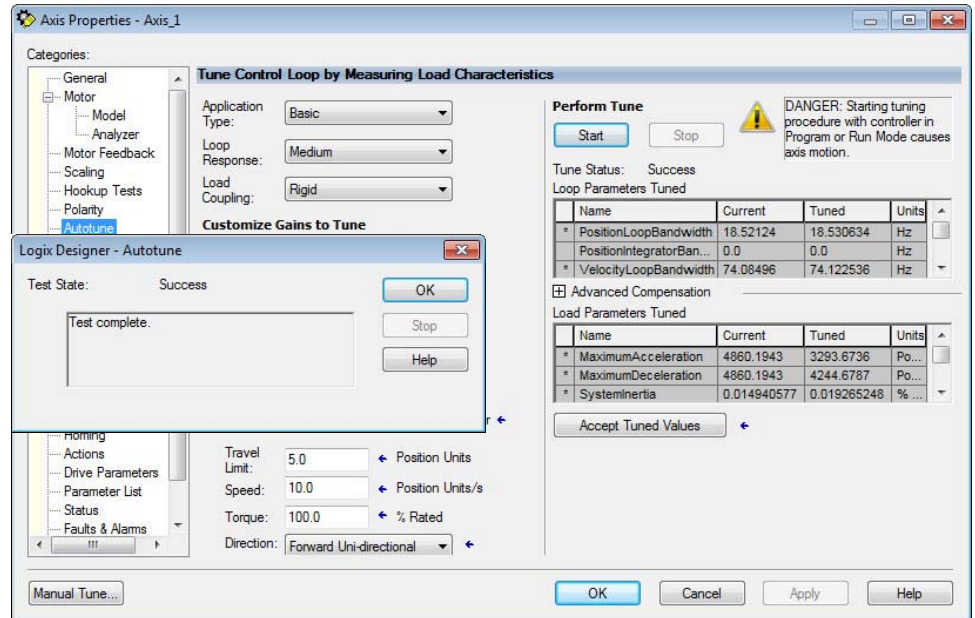 Axis Properties - Axis_1
Categories:
General
Motor
Model
Analyzer
Motor Feedback
Scaling
Hookup Tests
Polarity
Autotune
Tune Control Loop by Measuring Load Characteristics
Application Type:
Basic
Loop Response:
Medium
Load Coupling:
Rigid
Customize Gains to Tune
Perform Tune
Start
Stop
DANGER: Starting tuning
procedure with controller in
Program or Run Mode causes
axis motion.
Tune Status: Success
Loop Parameters Tuned
Name Current Tuned Units
* PositionLoopBandwidth 18.52124 18.530634 Hz
PositionIntegratorBan... 0.0 0.0 Hz
* VelocityLoopBandwidth 74.08496 74.122536 Hz
Advanced Compensation
Load Parameters Tuned
Name Current Tuned Units
* MaximumAcceleration 4860.1943 3293.6736 Po...
* MaximumDeceleration 4860.1943 4244.6787 Po...
* SystemInertia 0.014940577 0.019265248 % ...
Accept Tuned Values
Logix Designer - Autotune
Test State: Success
OK
Test complete.
Stop
Help
Homing
Actions
Drive Parameters
Parameter List
Status
Faults & Alarms
Travel Limit:
5.0
Position Units
Speed: 10.0 Position Units/s
Torque: 100.0 % Rated
Direction: Forward Uni-directional
Manual Tune...
OK
Cancel
Apply
Help